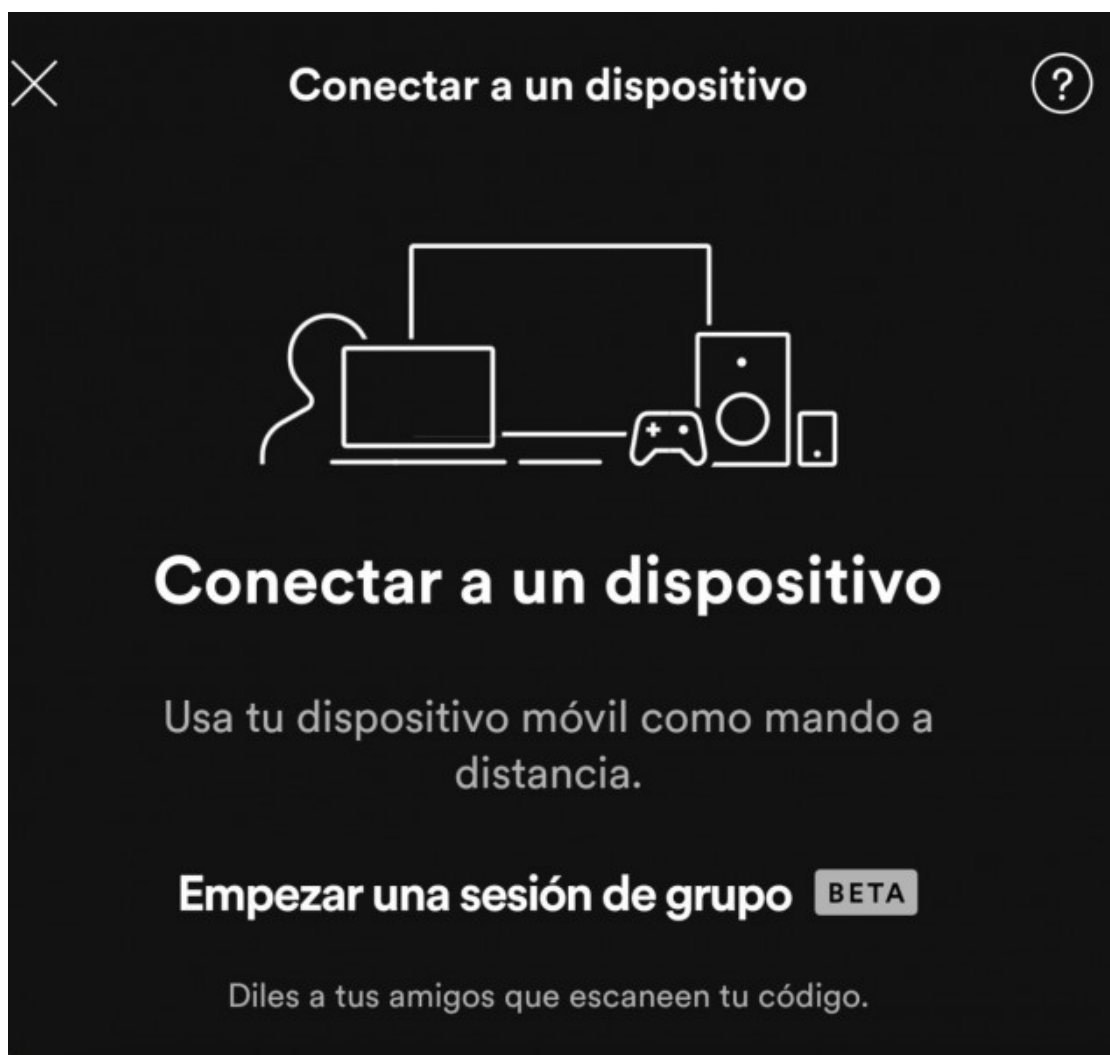 Conectar a un dispositivo
?
Conectar a un dispositivo
Usa tu dispositivo móvil como mando a
distancia.
Empezar una sesión de grupo BETA
Diles a tus amigos que escaneen tu código.